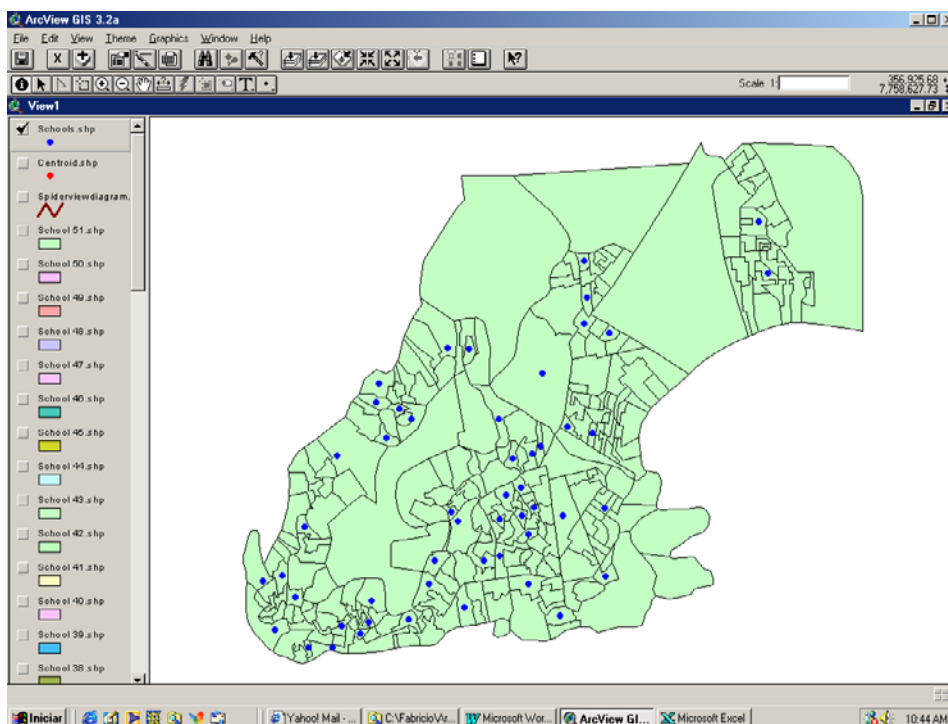 ArcView GIS 3.2a
File Edit View Theme Graphics Window Help
Scale 1:
356,925.68
7,758,627.73
View1
Schools.shp
Centroid.shp
Spiderviewdiagram.
School 51.shp
School 50.shp
School 49.shp
School 48.shp
School 47.shp
School 46.shp
School 45.shp
School 44.shp
School 43.shp
School 42.shp
School 41.shp
School 40.shp
School 39.shp
School 38.shp
Iniciar
Yahoo! Mail - ...
C:\Fabricio\Ar...
Microsoft Wor...
ArcView GI...
Microsoft Excel
10:44 AM